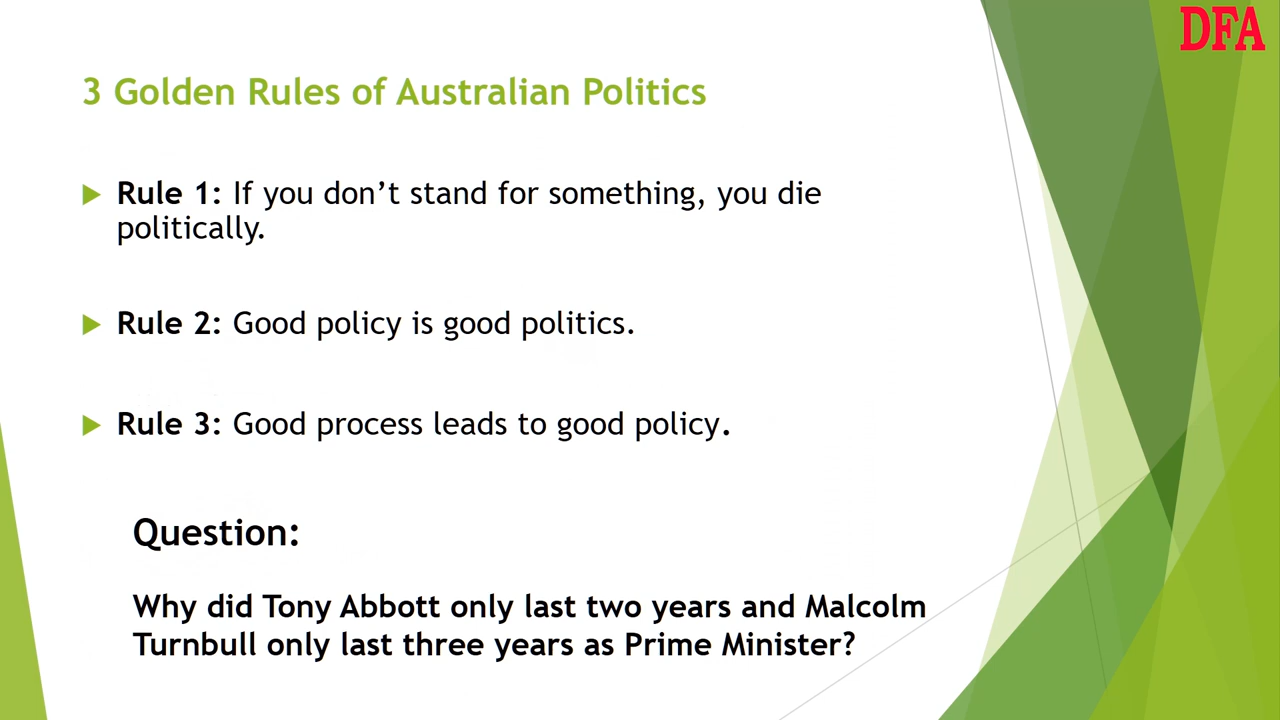 DFA
3 Golden Rules of Australian Politics
Rule 1: If you don’t stand for something, you die
politically.
Rule 2: Good policy is good politics.
Rule 3: Good process leads to good policy.
Question:
Why did Tony Abbott only last two years and Malcolm
Turnbull only last three years as Prime Minister?